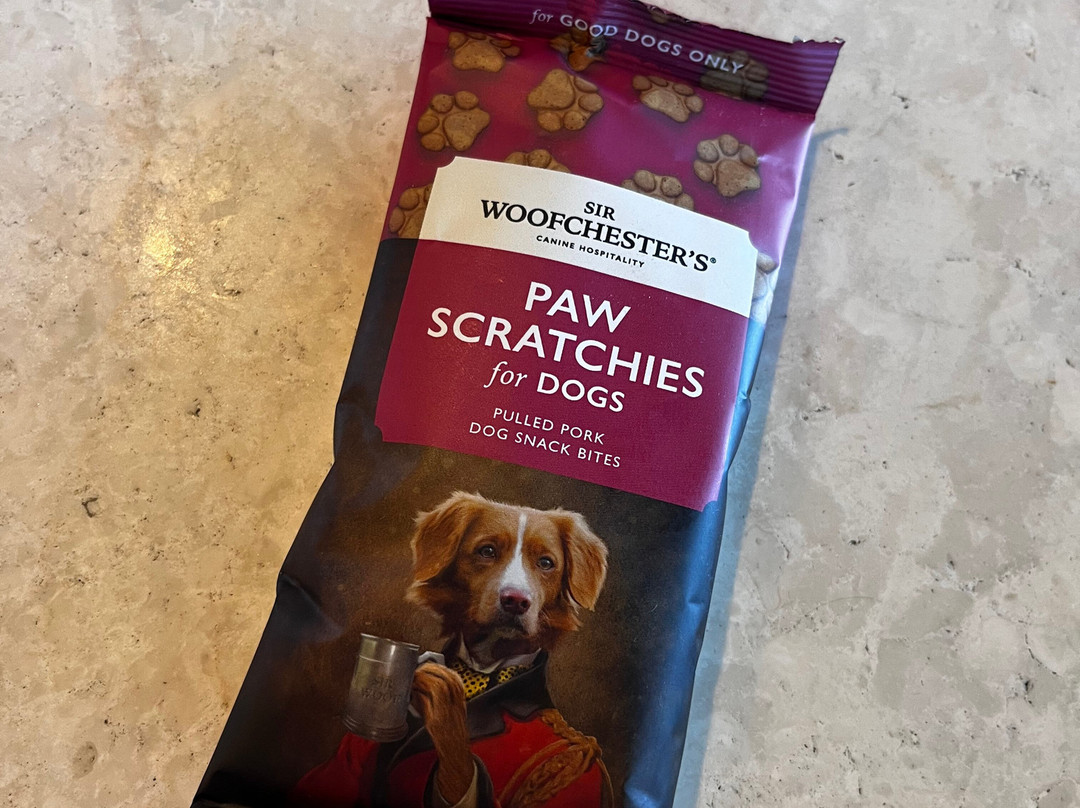 for GOOD DOGS ONLY
SIR
WOOFCHESTER'S®
CANINE HOSPITALITY
PAW
SCRATCHIES
for DOGS
PULLED PORK
DOG SNACK BITES